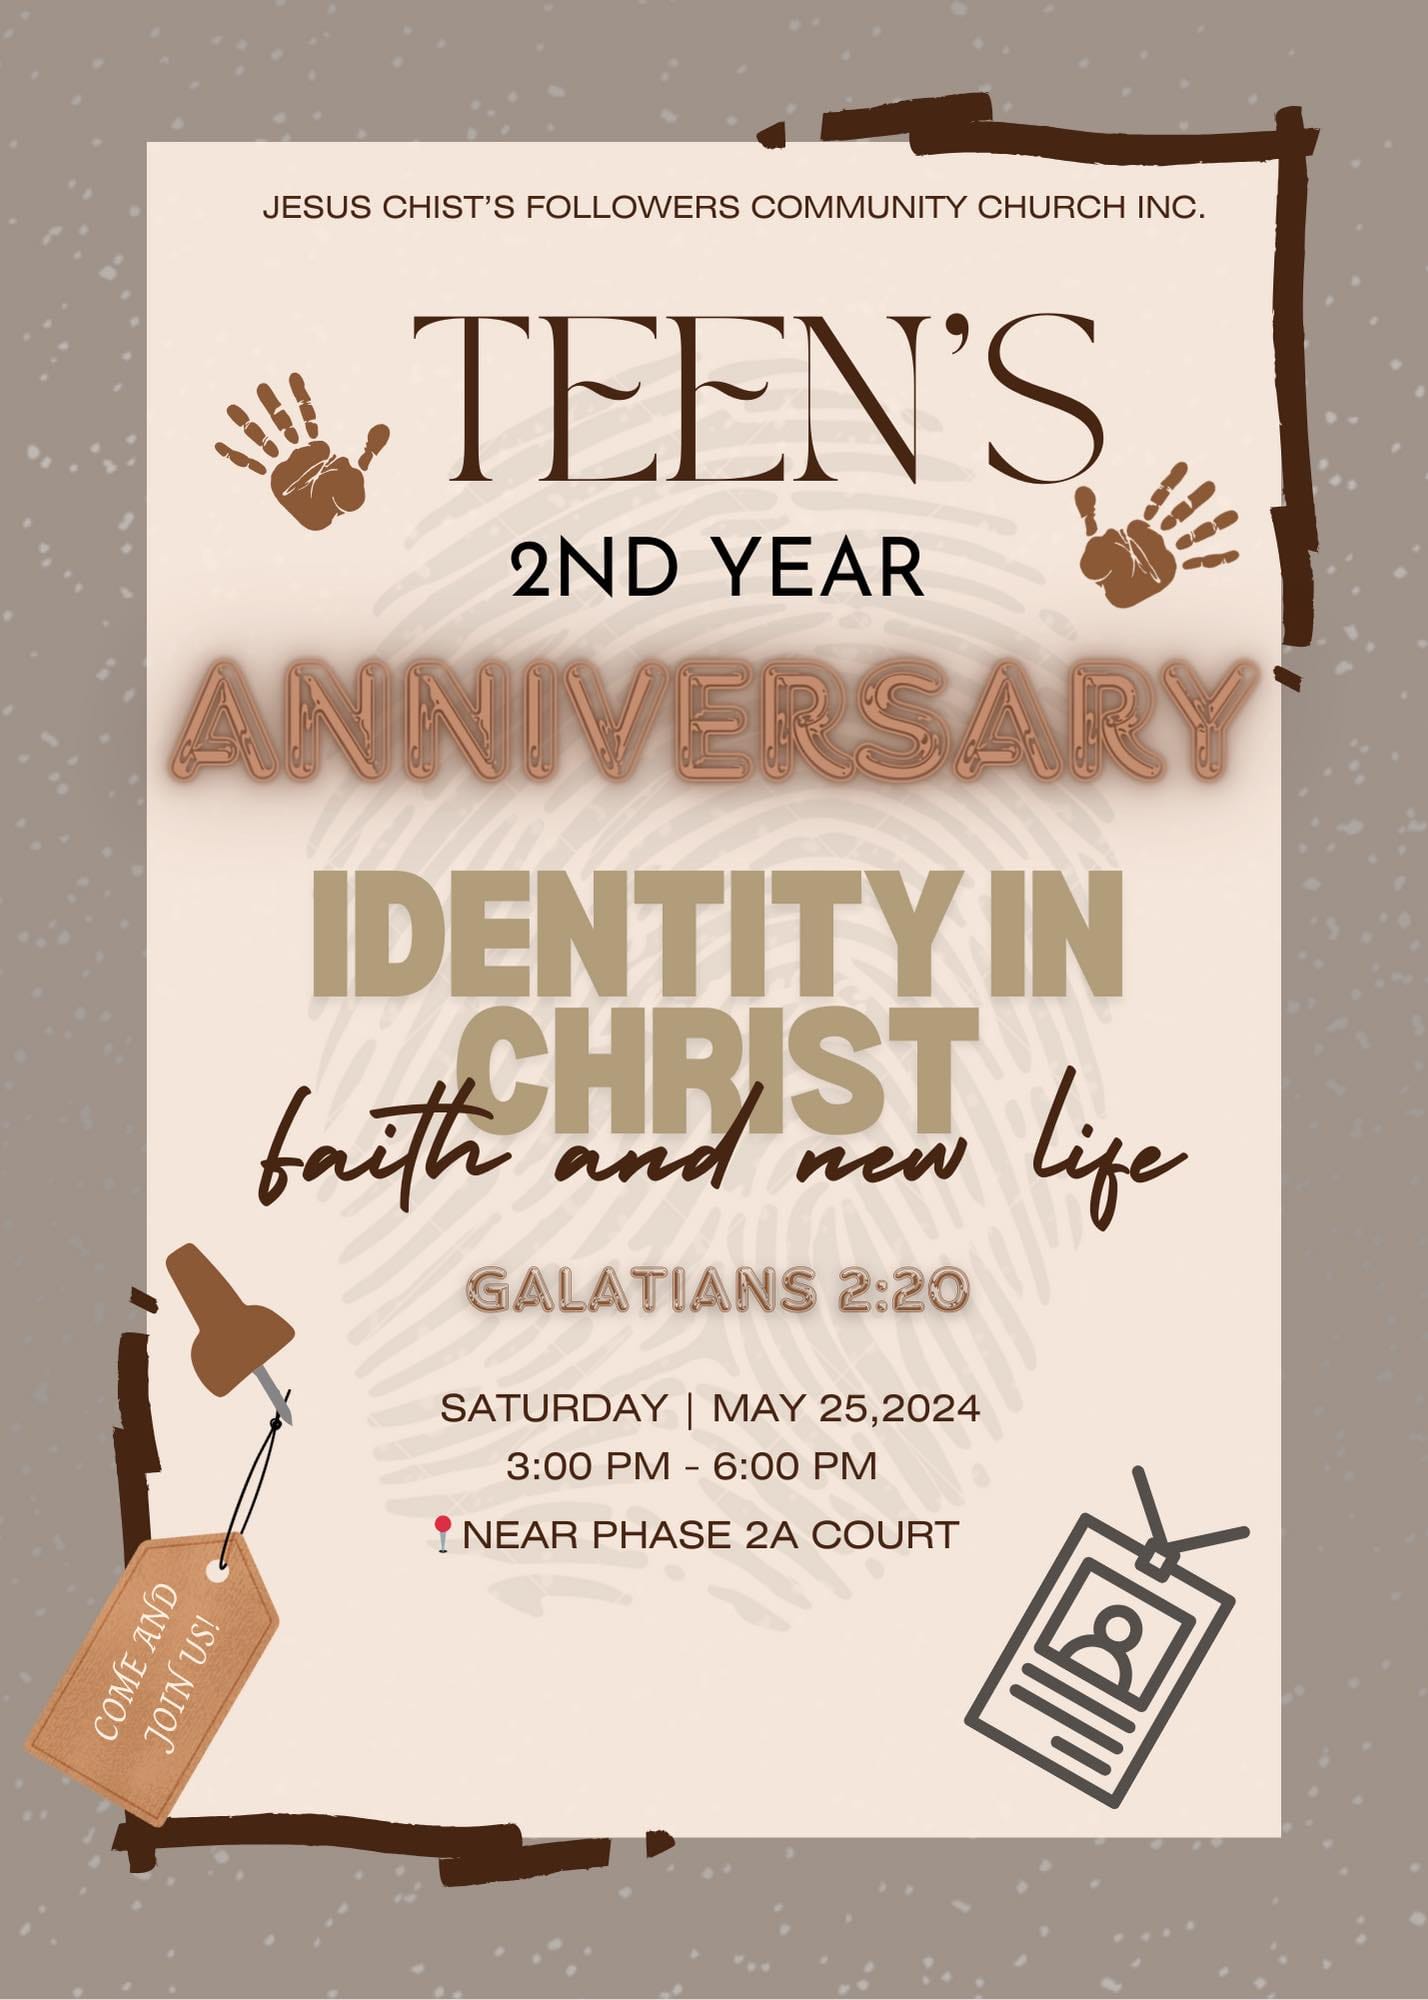 JESUS CHIST'S FOLLOWERS COMMUNITY CHURCH INC.
TEEN'S
2ND YEAR
ANNIVERSARY
IDENTITY IN
CHRIST
faith and new life
GALATIANS 2:20
SATURDAY | MAY 25,2024
3:00 PM - 6:00 PM
📍NEAR PHASE 2A COURT
COME AND
JOIN US!